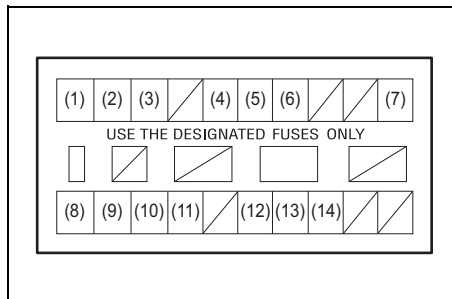 (1) (2) (3) (4) (5) (6) (7)
USE THE DESIGNATED FUSES ONLY
(8) (9) (10) (11) (12) (13) (14)